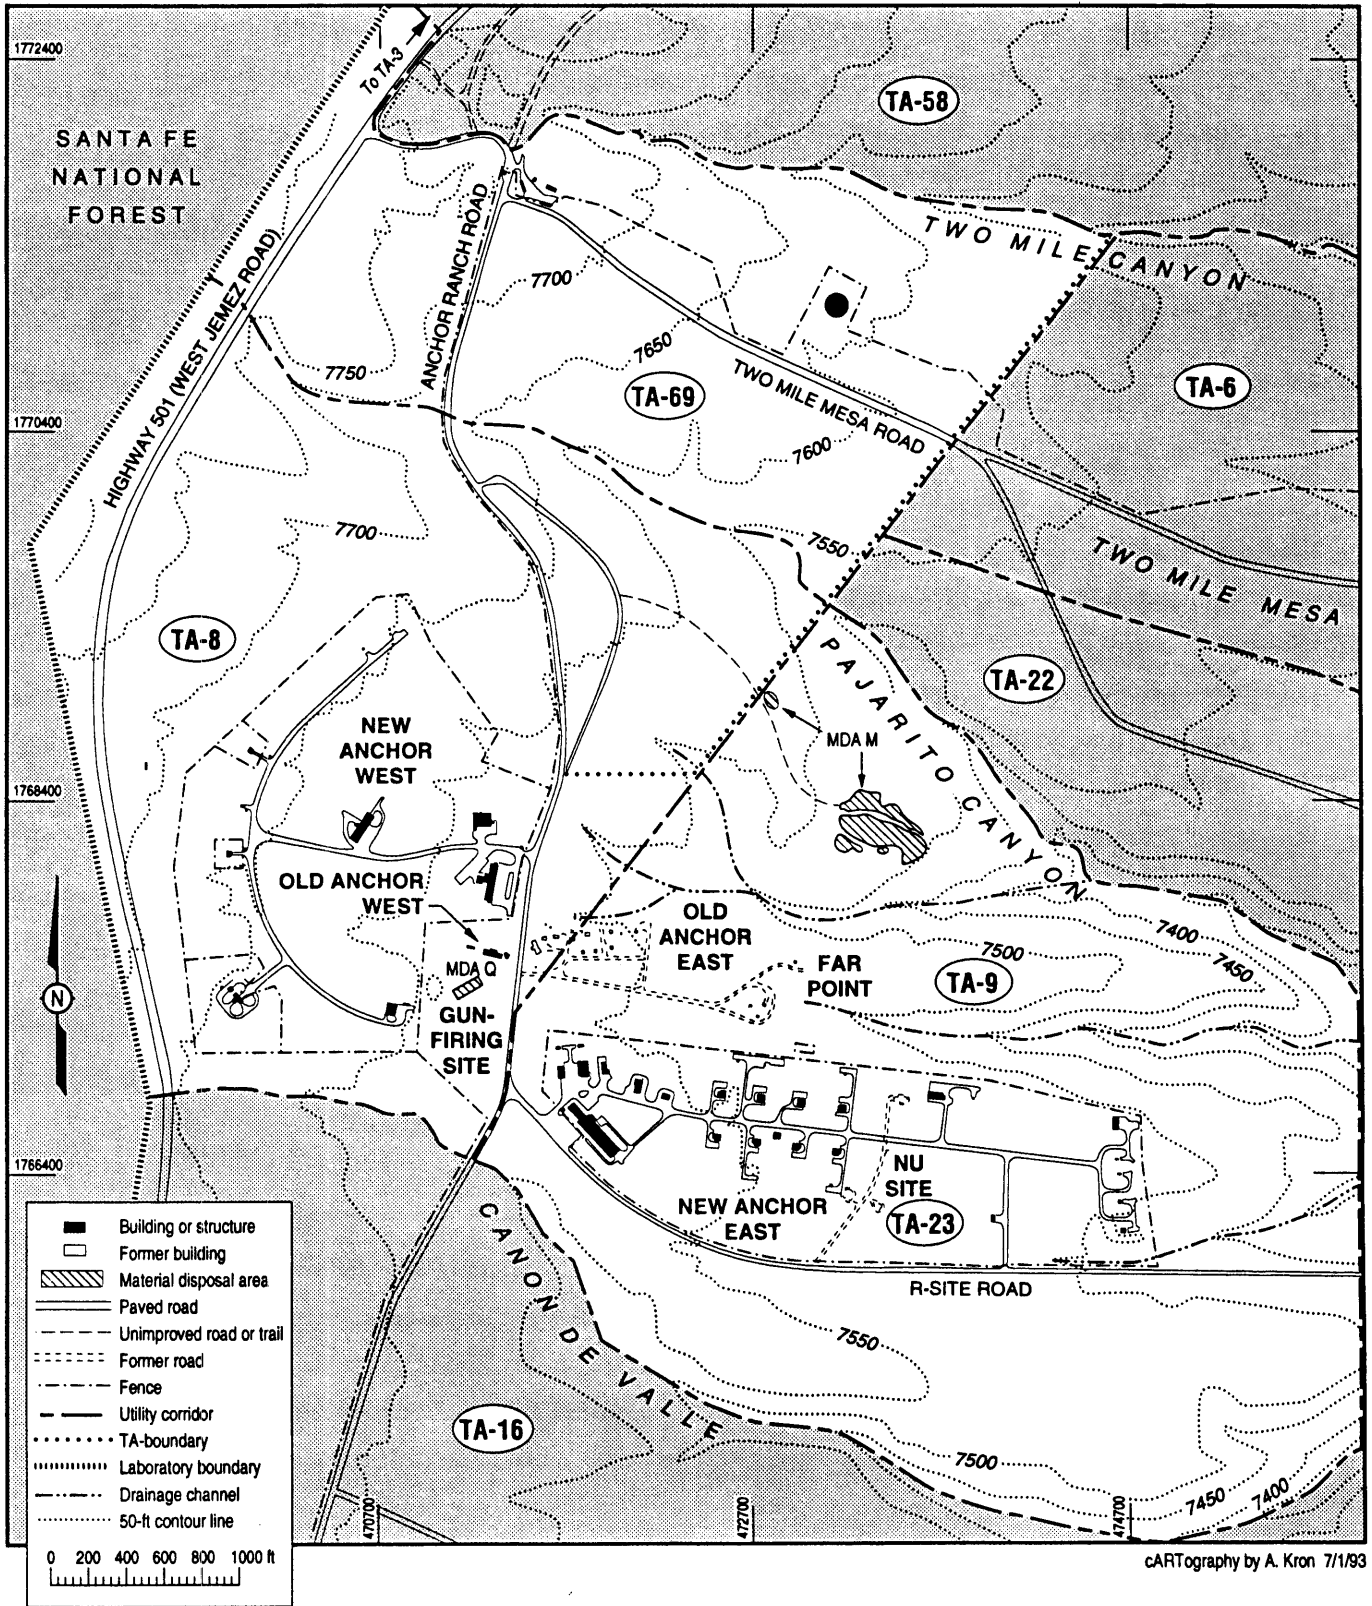 1772400
To TA-3
TA-58
SANTA FE
NATIONAL
FOREST
TWO MILE CANYON
ANCHOR RANCH ROAD
HIGHWAY 501 (WEST JEMEZ ROAD)
7700
7650
7750
TA-69
TWO MILE MESA ROAD
TA-6
1770400
7600
7700
7550
TWO MILE MESA
TA-8
PAJARITO CANYON
TA-22
NEW
ANCHOR
WEST
MDA M
1768400
OLD ANCHOR
WEST
OLD
ANCHOR
EAST
7500
7400
7450
FAR
POINT
TA-9
MDA Q
N
GUN-
FIRING
SITE
1766400
NU
SITE
NEW ANCHOR
EAST
TA-23
R-SITE ROAD
CANON DE VALLE
7550
TA-16
7500
7450
7400
470700
472700
474700
Building or structure
Former building
Material disposal area
Paved road
Unimproved road or trail
Former road
Fence
Utility corridor
TA-boundary
Laboratory boundary
Drainage channel
50-ft contour line
0 200 400 600 800 1000 ft
cARTography by A. Kron 7/1/93